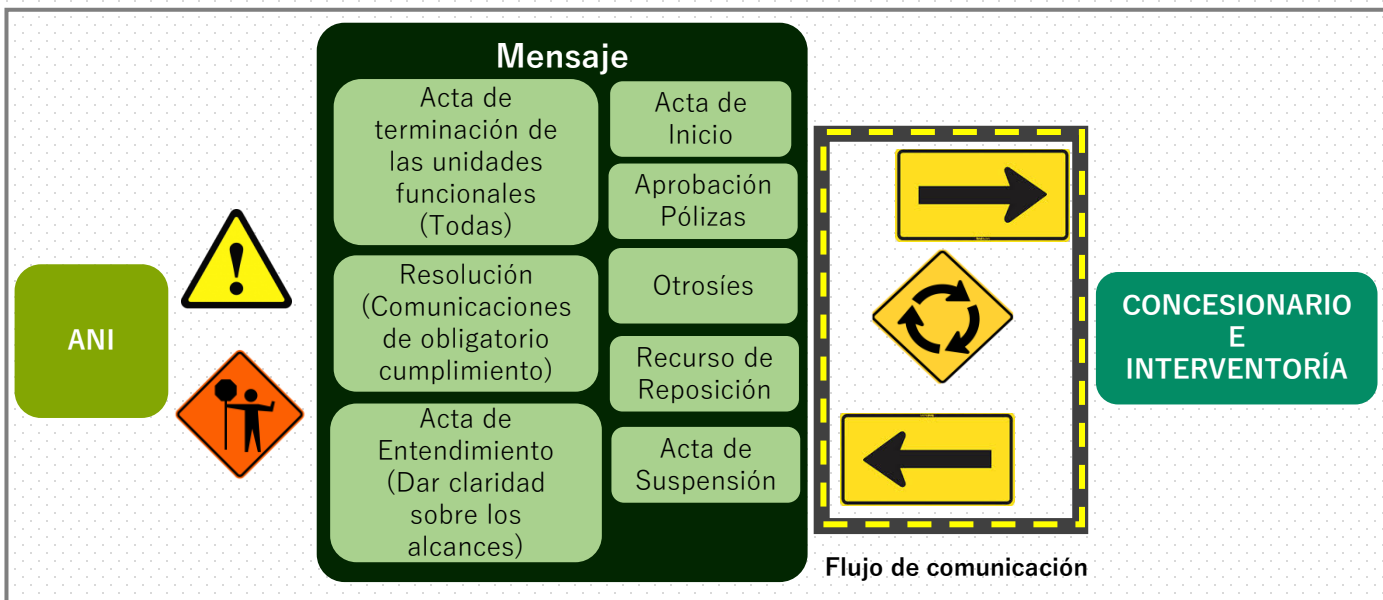 ANI
Mensaje
Acta de
terminación de
las unidades
funcionales
(Todas)
Resolución
(Comunicaciones
de obligatorio
cumplimiento)
Acta de
Entendimiento
(Dar claridad
sobre los
alcances)
Acta de
Inicio
Aprobación
Pólizas
Otrosíes
Recurso de
Reposición
Acta de
Suspensión
Flujo de comunicación
CONCESIONARIO
E
INTERVENTORÍA